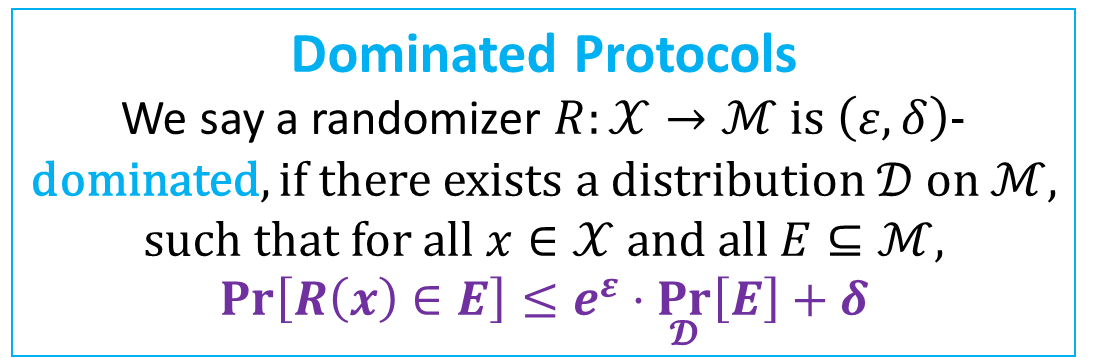 Dominated Protocols
We say a randomizer R: 𝒳 → ℳ is (ε, δ)-
dominated, if there exists a distribution 𝒟 on ℳ,
such that for all x ∈ 𝒳 and all E ⊆ ℳ,
Pr[R(x) ∈ E] ≤ e^ε · Pr[E] + δ
𝒟